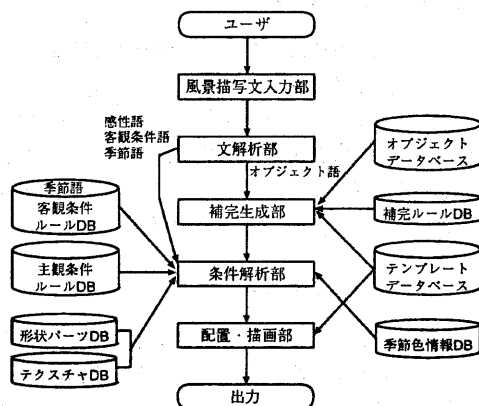 ユーザ
風景描写文入力部
感性語
客観条件語
季節語
文解析部
オブジェクト語
オブジェクト
データベース
季節語
客観条件
ルールDB
補完生成部
補完ルールDB
主観条件
ルールDB
条件解析部
テンプレート
データベース
形状パーツDB
配置・描画部
季節色情報DB
テクスチャDB
出力